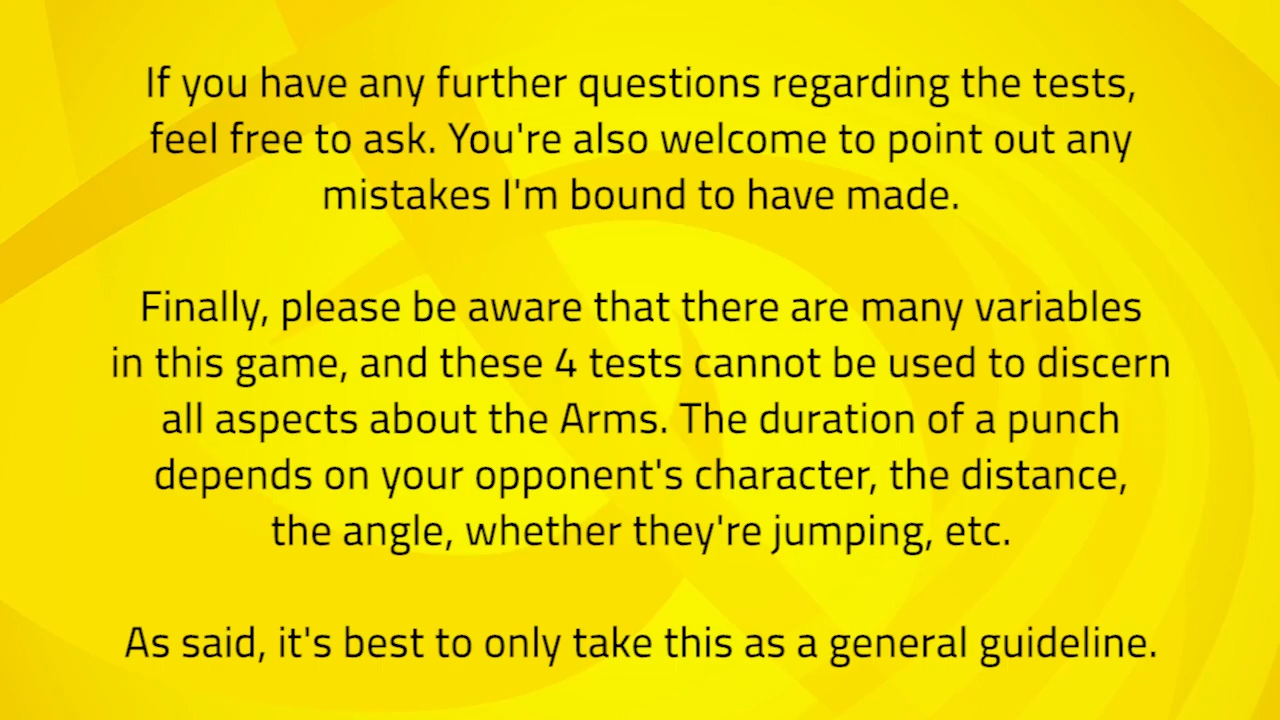 If you have any further questions regarding the tests,
feel free to ask. You're also welcome to point out any
mistakes I'm bound to have made.
Finally, please be aware that there are many variables
in this game, and these 4 tests cannot be used to discern
all aspects about the Arms. The duration of a punch
depends on your opponent's character, the distance,
the angle, whether they're jumping, etc.
As said, it's best to only take this as a general guideline.